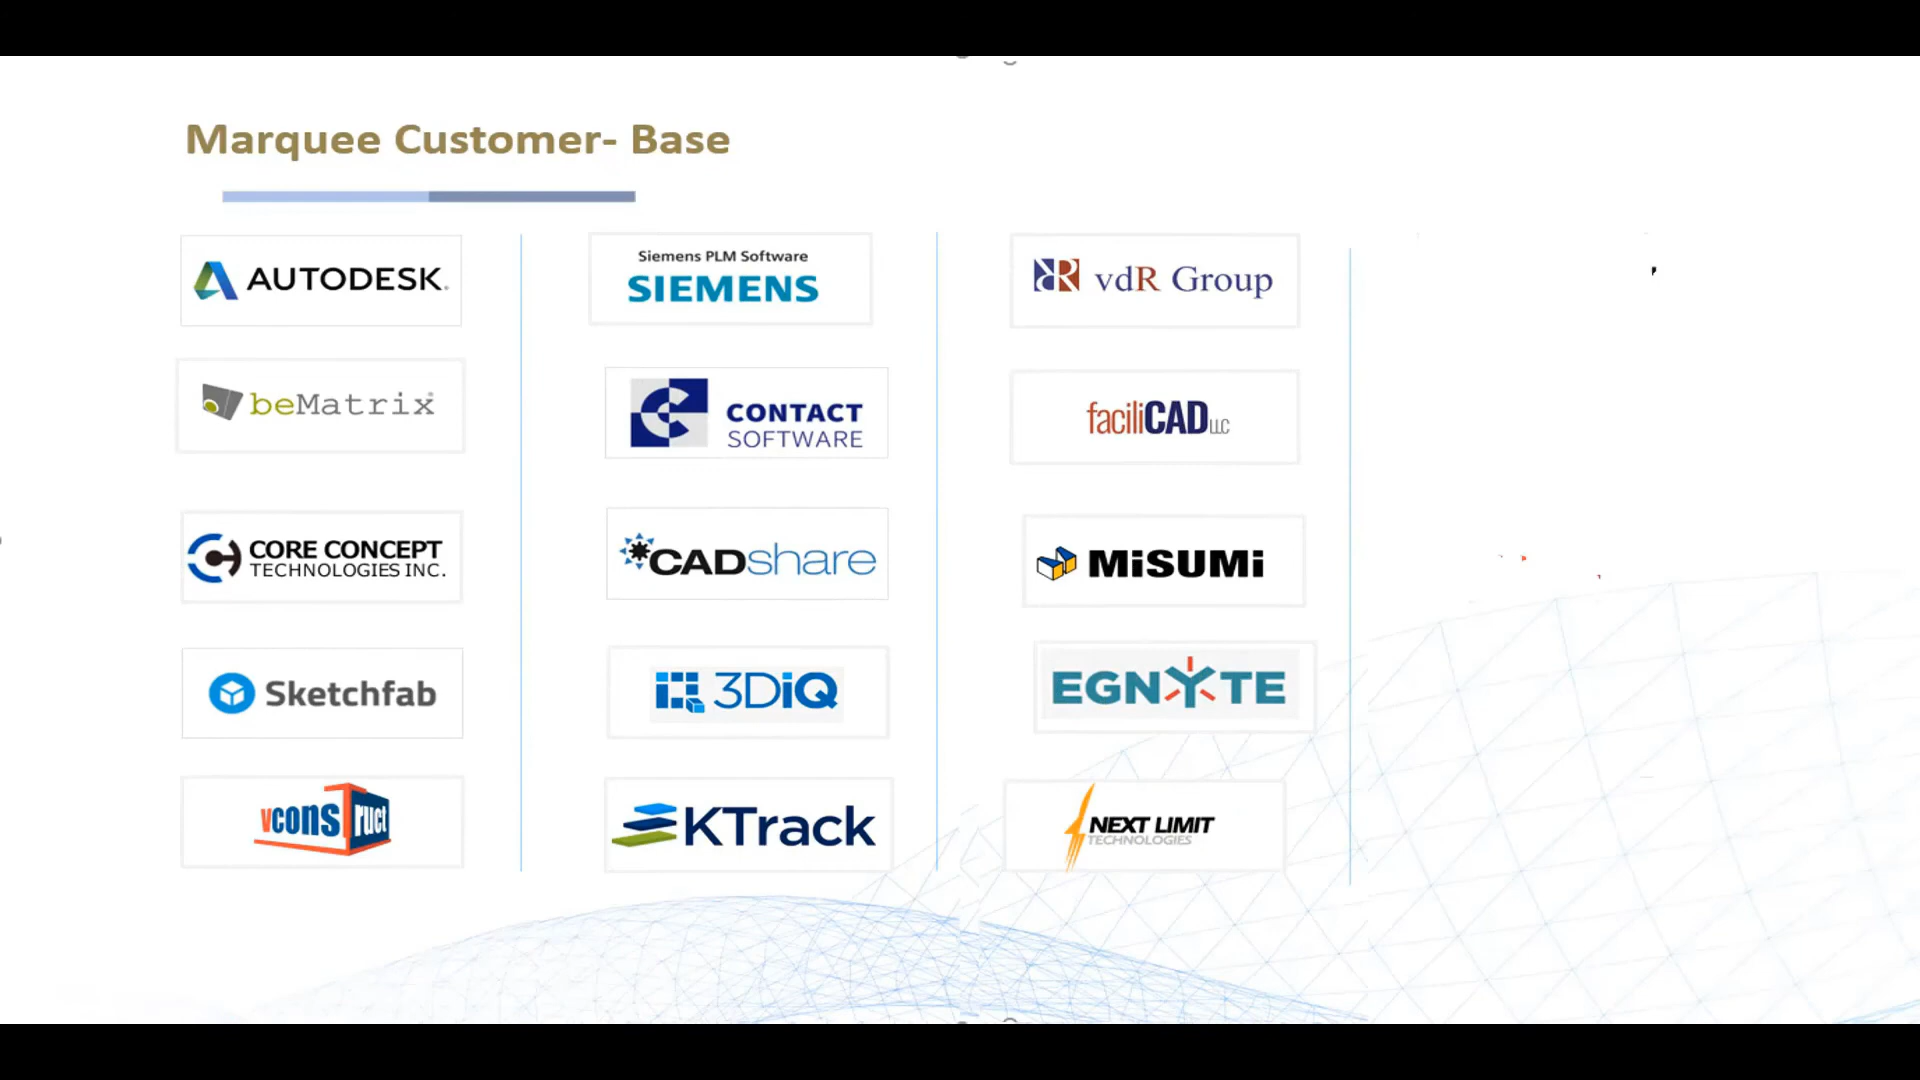 Marquee Customer- Base
AUTODESK.
beMatrix®
CORE CONCEPT
TECHNOLOGIES INC.
Sketchfab
vconstruct
Siemens PLM Software
SIEMENS
CONTACT
SOFTWARE
CADshare
3DiQ
KTrack
vdR Group
faciliCAD LLC
MiSUMi
EGNYTE
NEXT LIMIT
TECHNOLOGIES